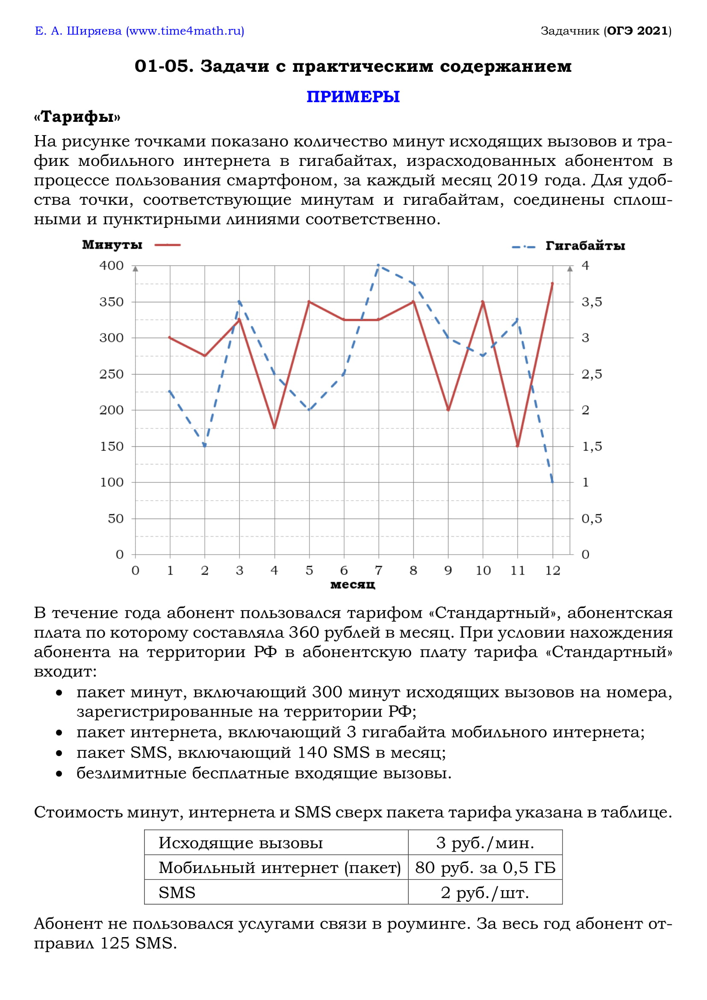 Е. А. Ширяева (www.time4math.ru)
Задачник (ОГЭ 2021)
01-05. Задачи с практическим содержанием
ПРИМЕРЫ
«Тарифы»
На рисунке точками показано количество минут исходящих вызовов и тра-
фик мобильного интернета в гигабайтах, израсходованных абонентом в
процессе пользования смартфоном, за каждый месяц 2019 года. Для удоб-
ства точки, соответствующие минутам и гигабайтам, соединены сплош-
ными и пунктирными линиями соответственно.
Минуты
Гигабайты
400 4
350 3,5
300 3
250 2,5
200 2
150 1,5
100 1
50 0,5
0 0
0 1 2 3 4 5 6 7 8 9 10 11 12
месяц
В течение года абонент пользовался тарифом «Стандартный», абонентская
плата по которому составляла 360 рублей в месяц. При условии нахождения
абонента на территории РФ в абонентскую плату тарифа «Стандартный»
входит:
• пакет минут, включающий 300 минут исходящих вызовов на номера,
зарегистрированные на территории РФ;
• пакет интернета, включающий 3 гигабайта мобильного интернета;
• пакет SMS, включающий 140 SMS в месяц;
• безлимитные бесплатные входящие вызовы.
Стоимость минут, интернета и SMS сверх пакета тарифа указана в таблице.
Исходящие вызовы 3 руб./мин.
Мобильный интернет (пакет) 80 руб. за 0,5 ГБ
SMS 2 руб./шт.
Абонент не пользовался услугами связи в роуминге. За весь год абонент от-
правил 125 SMS.